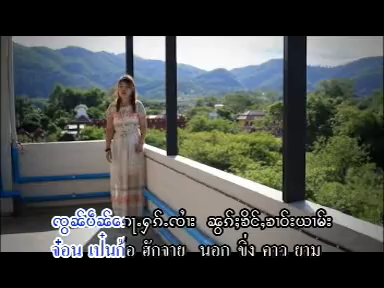 ၸွၼ်ပဵၼ်ၵေႃႉႁၵ်ႉၸၢႆး ၼွၵ်ႈၶိင်ႇၶၢဝ်းယၢမ်း
จ๋อน เป๋นก้อ ฮักจาย นอก ขิ่ง คาว ยาม